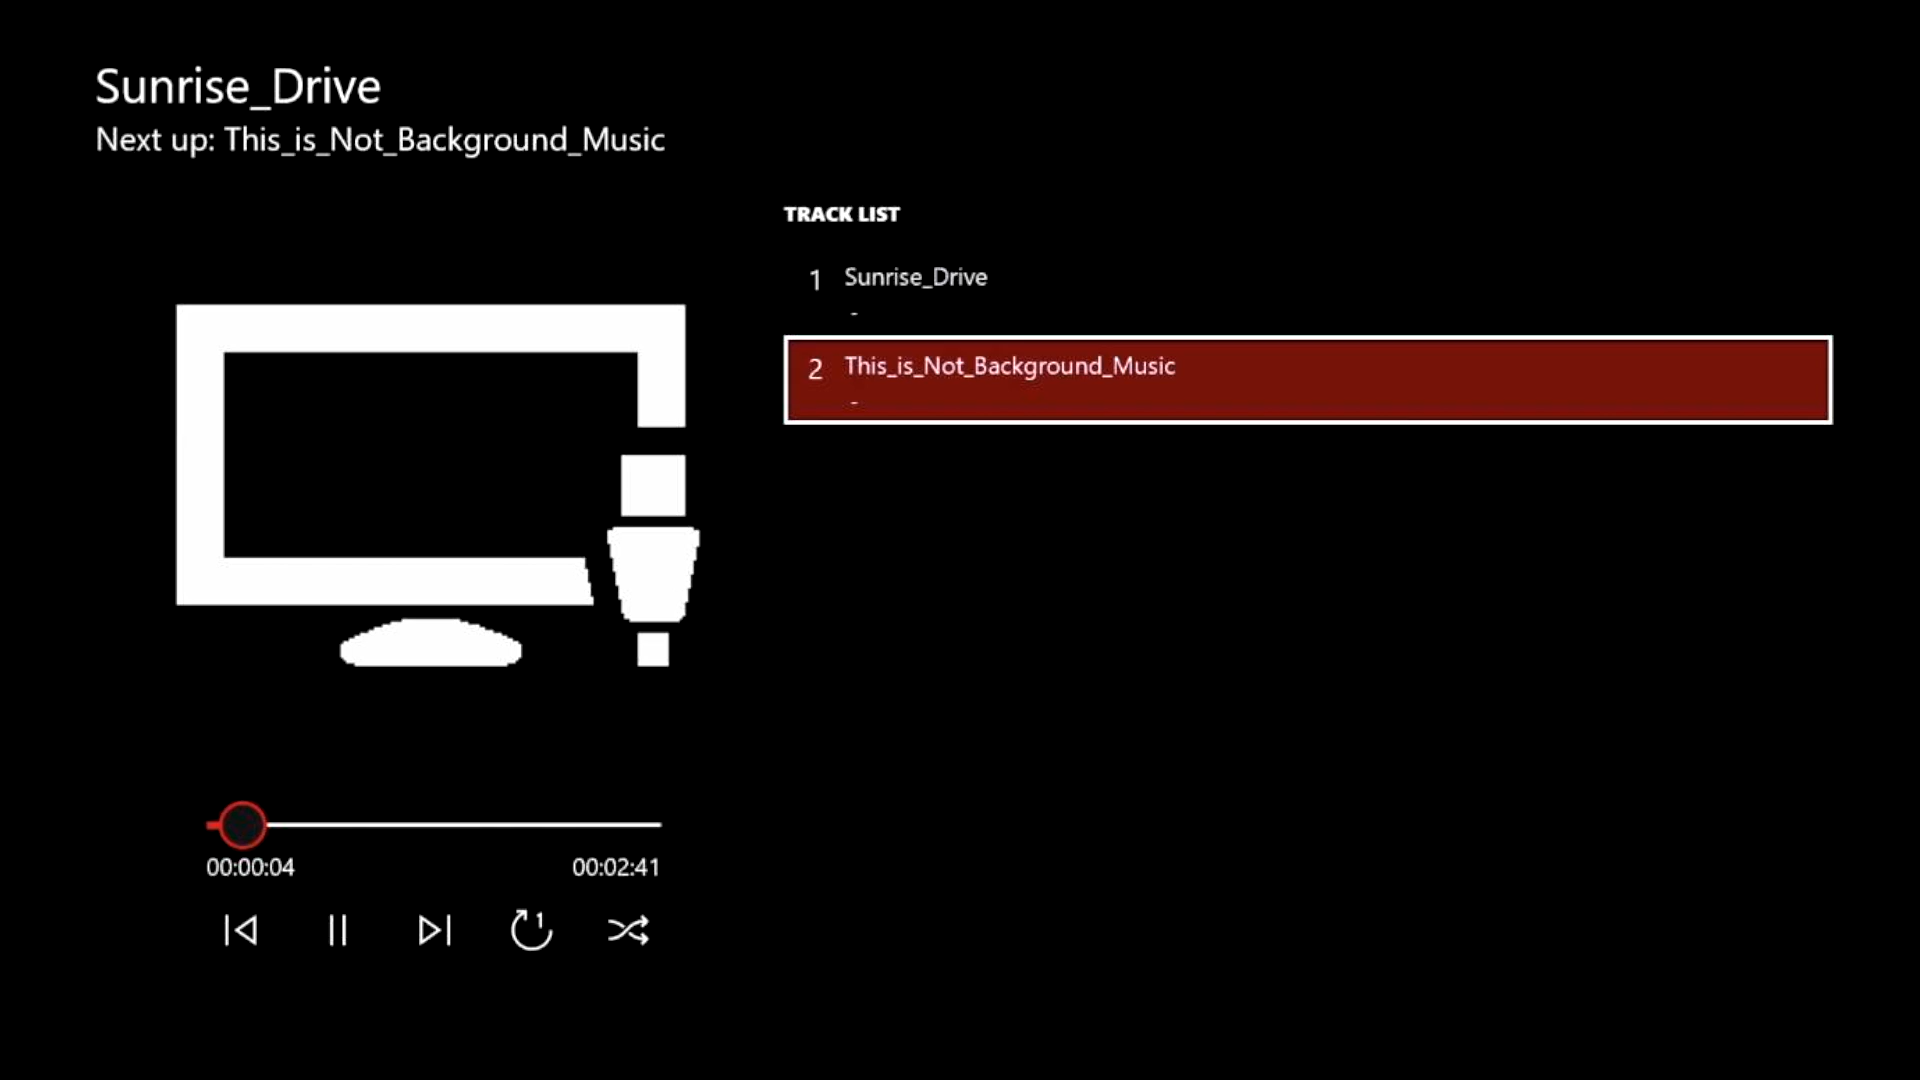 Sunrise_Drive
Next up: This_is_Not_Background_Music
TRACK LIST
1 Sunrise_Drive
-
2 This_is_Not_Background_Music
-
00:00:04 00:02:41
1